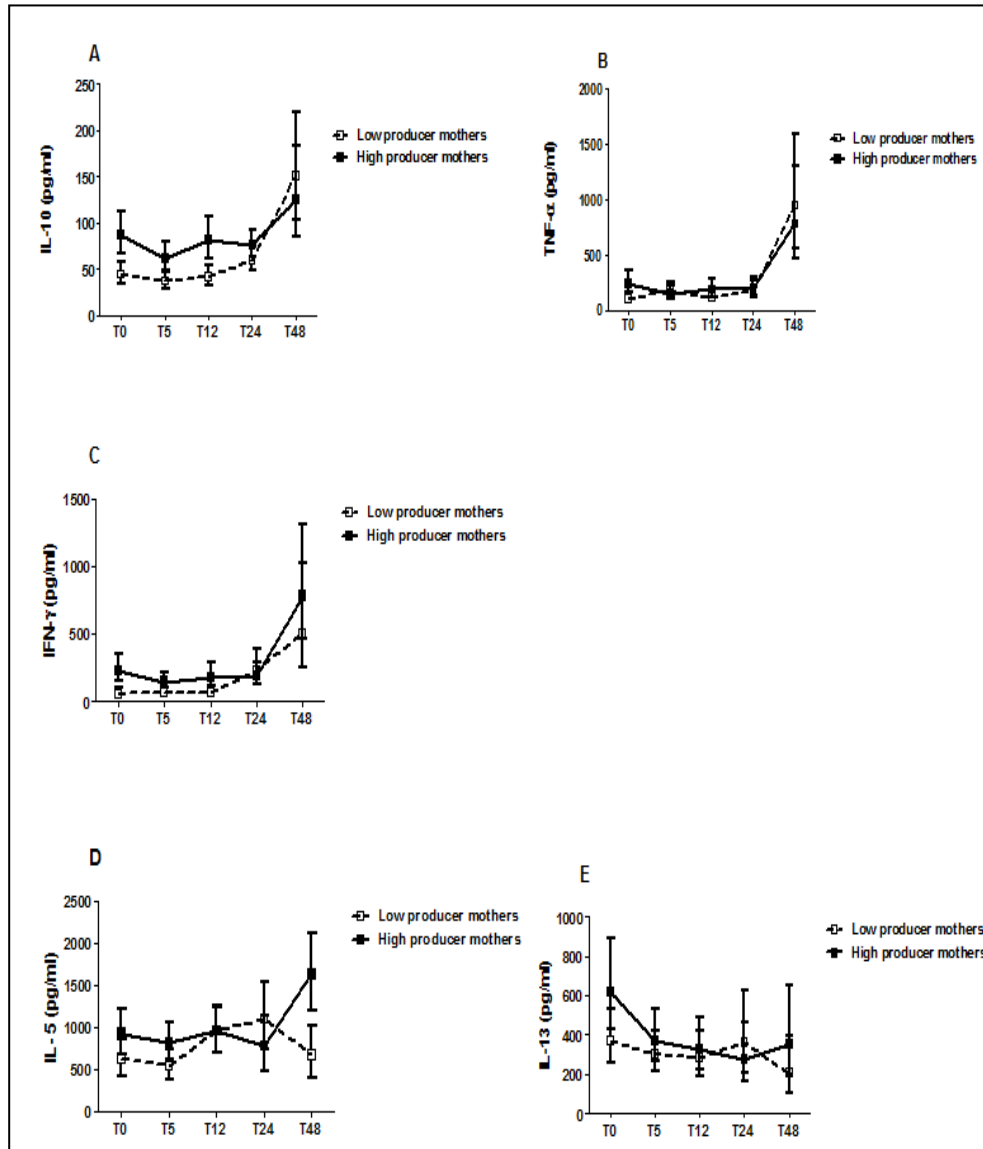 A
IL-10 (pg/ml)
250
200
150
100
50
0
T0 T5 T12 T24 T48
Low producer mothers
High producer mothers
B
TNF-α (pg/ml)
2000
1500
1000
500
0
T0 T5 T12 T24 T48
Low producer mothers
High producer mothers
C
IFN-γ (pg/ml)
1500
1000
500
0
T0 T5 T12 T24 T48
Low producer mothers
High producer mothers
D
IL-5 (pg/ml)
2500
2000
1500
1000
500
0
T0 T5 T12 T24 T48
Low producer mothers
High producer mothers
E
IL-13 (pg/ml)
1000
800
600
400
200
0
T0 T5 T12 T24 T48
Low producer mothers
High producer mothers